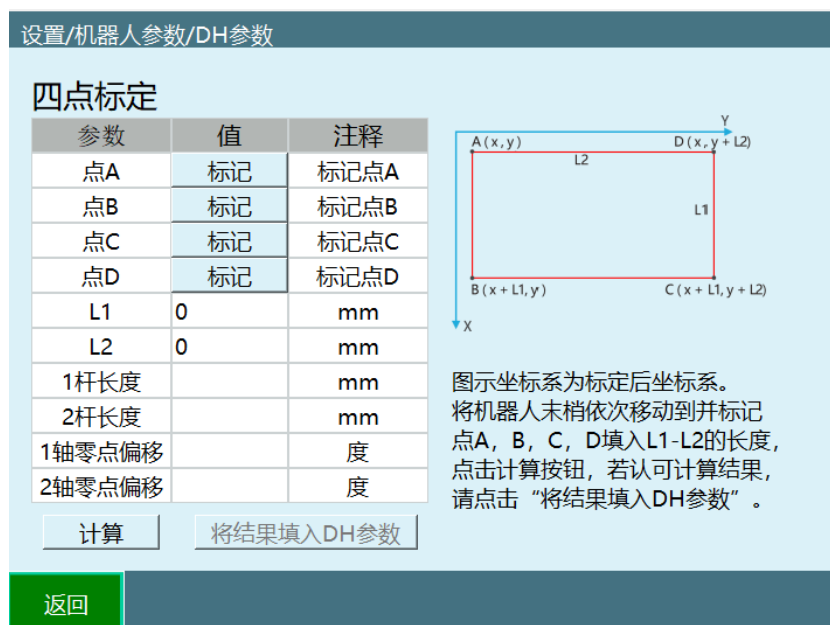 设置/机器人参数/DH参数
四点标定
参数 值 注释
点A 标记 标记点A
点B 标记 标记点B
点C 标记 标记点C
点D 标记 标记点D
L1 0 mm
L2 0 mm
1杆长度 mm
2杆长度 mm
1轴零点偏移 度
2轴零点偏移 度
计算 将结果填入DH参数
Y
A(x,y) D(x,y+L2)
L2
L1
B(x+L1,y) C(x+L1,y+L2)
X
图示坐标系为标定后坐标系。
将机器人末梢依次移动到并标记
点A，B，C，D填入L1-L2的长度，
点击计算按钮，若认可计算结果，
请点击“将结果填入DH参数”。
返回